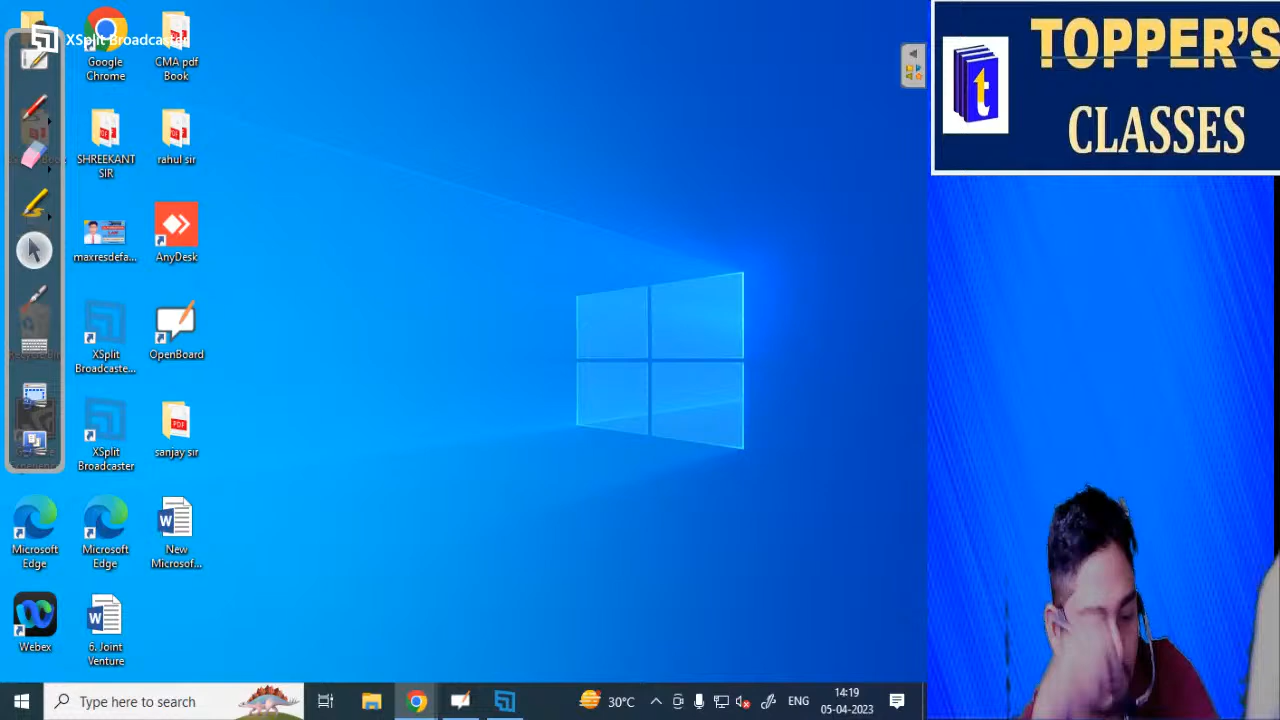 XSplit Broadcaster
Google
Chrome
CMA pdf
Book
SHREEKANT
SIR
rahul sir
maxresdefa...
AnyDesk
XSplit
Broadcaste...
OpenBoard
XSplit
Broadcaster
sanjay sir
Microsoft
Edge
Microsoft
Edge
New
Microsof...
Webex
6. Joint
Venture
Type here to search
30°C
ENG
14:19
05-04-2023
TOPPER'S
CLASSES
t